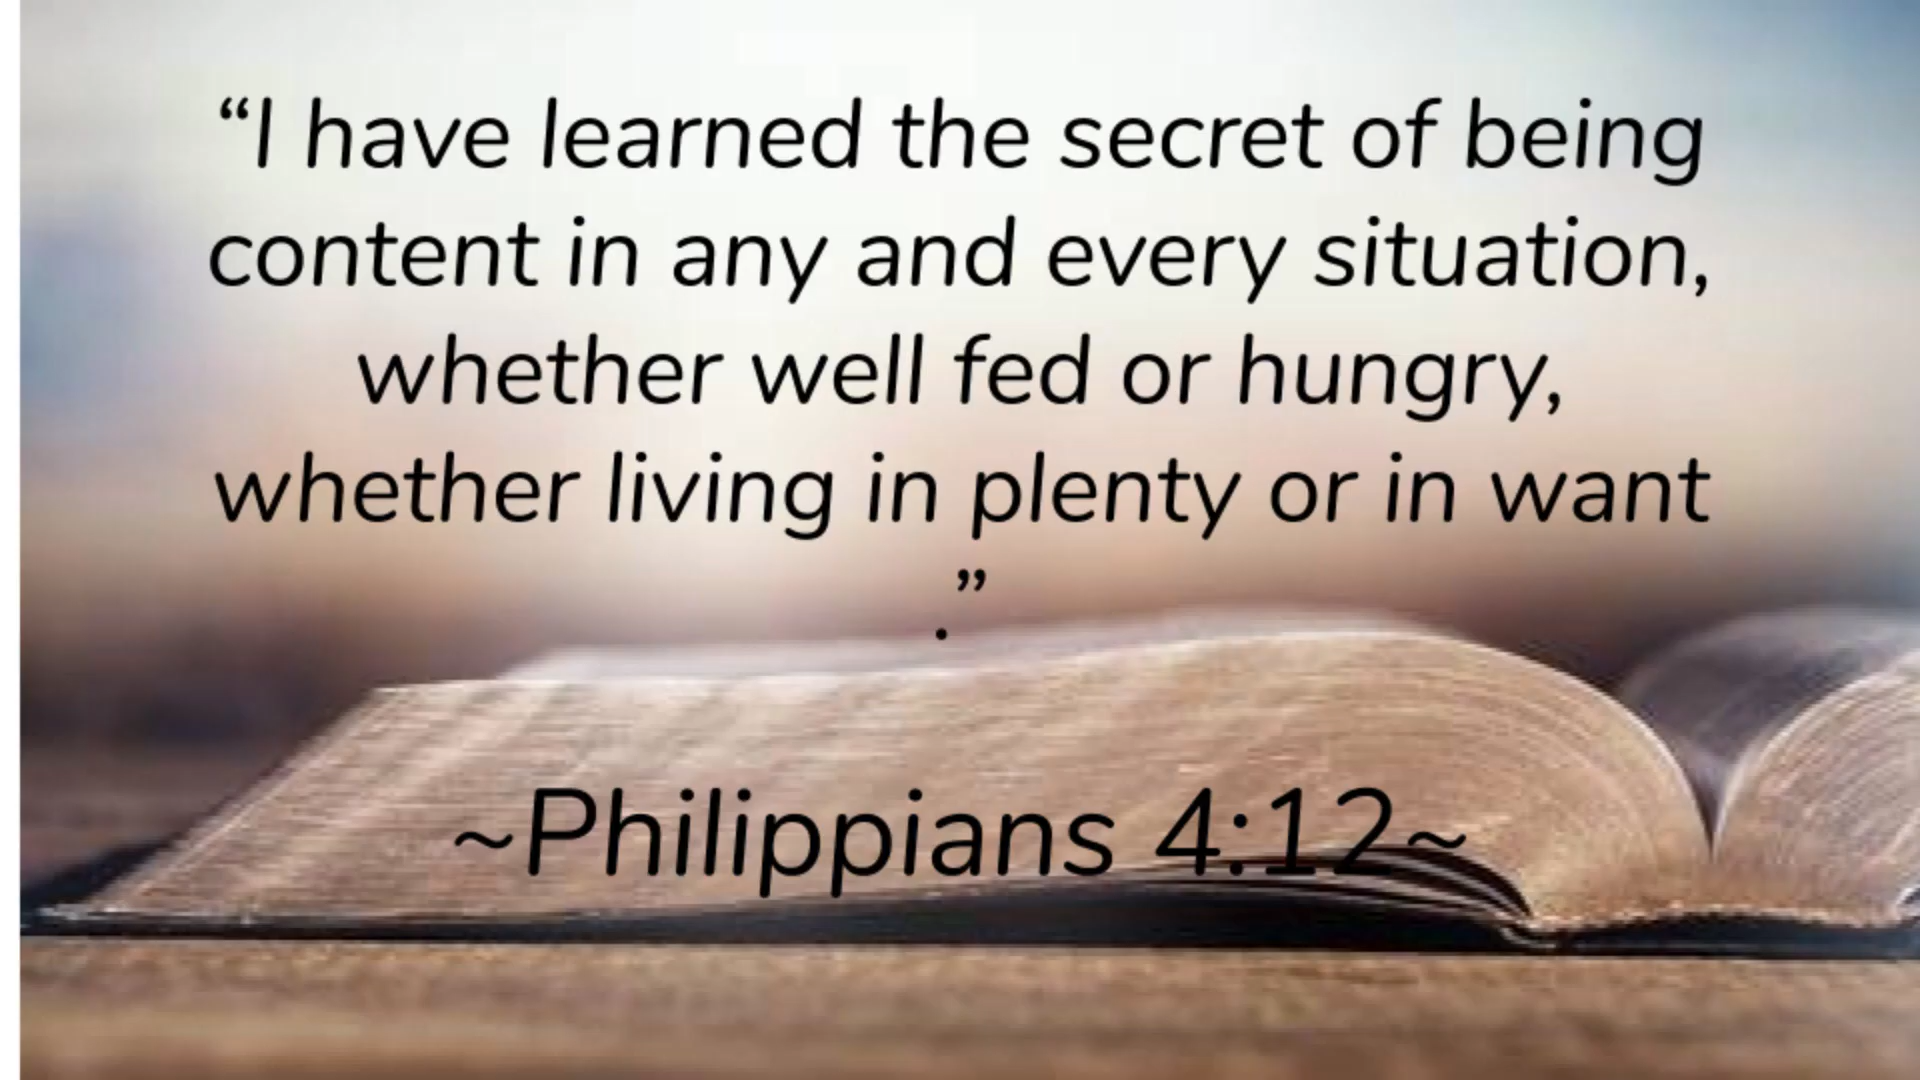 “I have learned the secret of being
content in any and every situation,
whether well fed or hungry,
whether living in plenty or in want
.”
~Philippians 4:12~